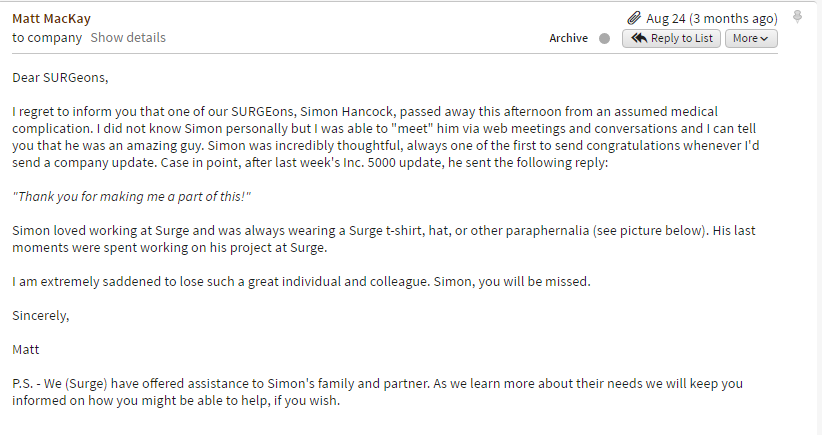 Matt MacKay
Aug 24 (3 months ago)
to company Show details
Archive Reply to List More
Dear SURGeons,
I regret to inform you that one of our SURGEons, Simon Hancock, passed away this afternoon from an assumed medical
complication. I did not know Simon personally but I was able to "meet" him via web meetings and conversations and I can tell
you that he was an amazing guy. Simon was incredibly thoughtful, always one of the first to send congratulations whenever I'd
send a company update. Case in point, after last week's Inc. 5000 update, he sent the following reply:
"Thank you for making me a part of this!"
Simon loved working at Surge and was always wearing a Surge t-shirt, hat, or other paraphernalia (see picture below). His last
moments were spent working on his project at Surge.
I am extremely saddened to lose such a great individual and colleague. Simon, you will be missed.
Sincerely,
Matt
P.S. - We (Surge) have offered assistance to Simon's family and partner. As we learn more about their needs we will keep you
informed on how you might be able to help, if you wish.